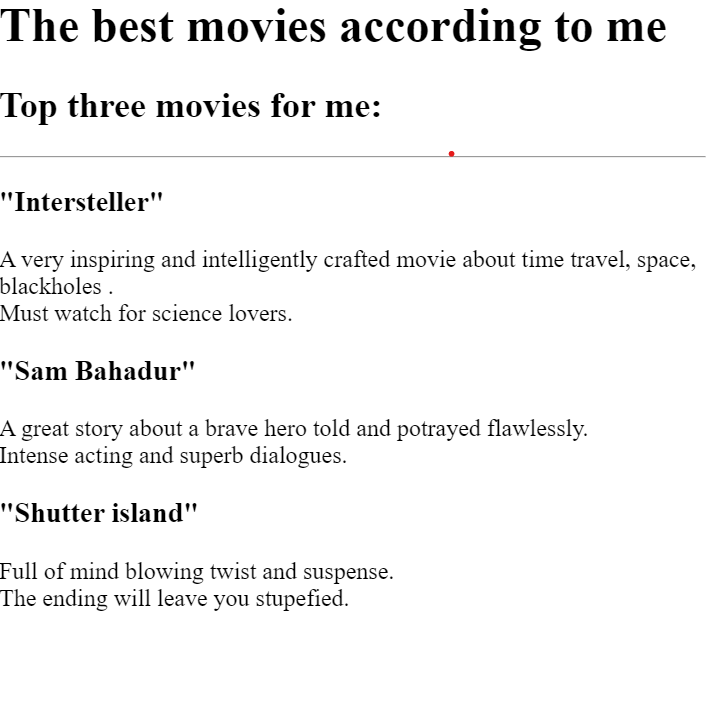 The best movies according to me
Top three movies for me:
"Intersteller"
A very inspiring and intelligently crafted movie about time travel, space,
blackholes .
Must watch for science lovers.
"Sam Bahadur"
A great story about a brave hero told and potrayed flawlessly.
Intense acting and superb dialogues.
"Shutter island"
Full of mind blowing twist and suspense.
The ending will leave you stupefied.